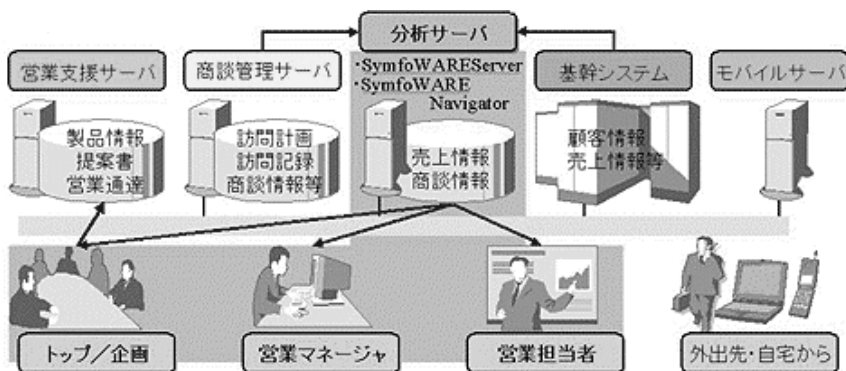 分析サーバ
営業支援サーバ
商談管理サーバ
・SymfoWAREServer
・SymfoWARE
Navigator
基幹システム
モバイルサーバ
製品情報
提案書
営業通達
訪問計画
訪問記録
商談情報等
売上情報
商談情報
顧客情報
売上情報等
トップ／企画
営業マネージャ
営業担当者
外出先・自宅から